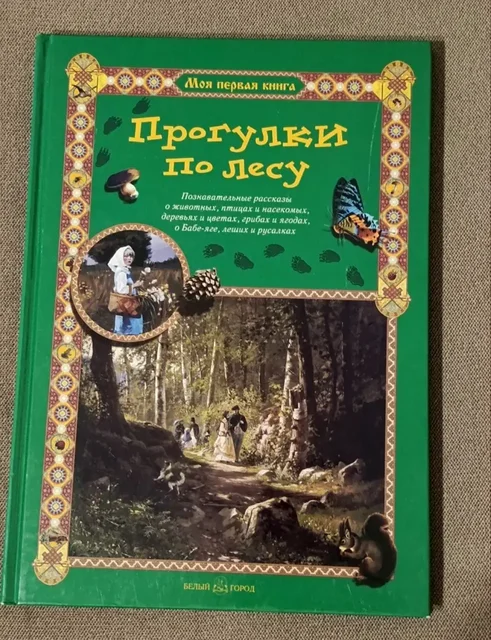 Моя первая книга
Прогулки
по лесу
Познавательные рассказы
о животных, птицах и насекомых,
деревьях и цветах, грибах и ягодах,
о Бабе-яге, леших и русалках
БЕЛЫЙ ГОРОД